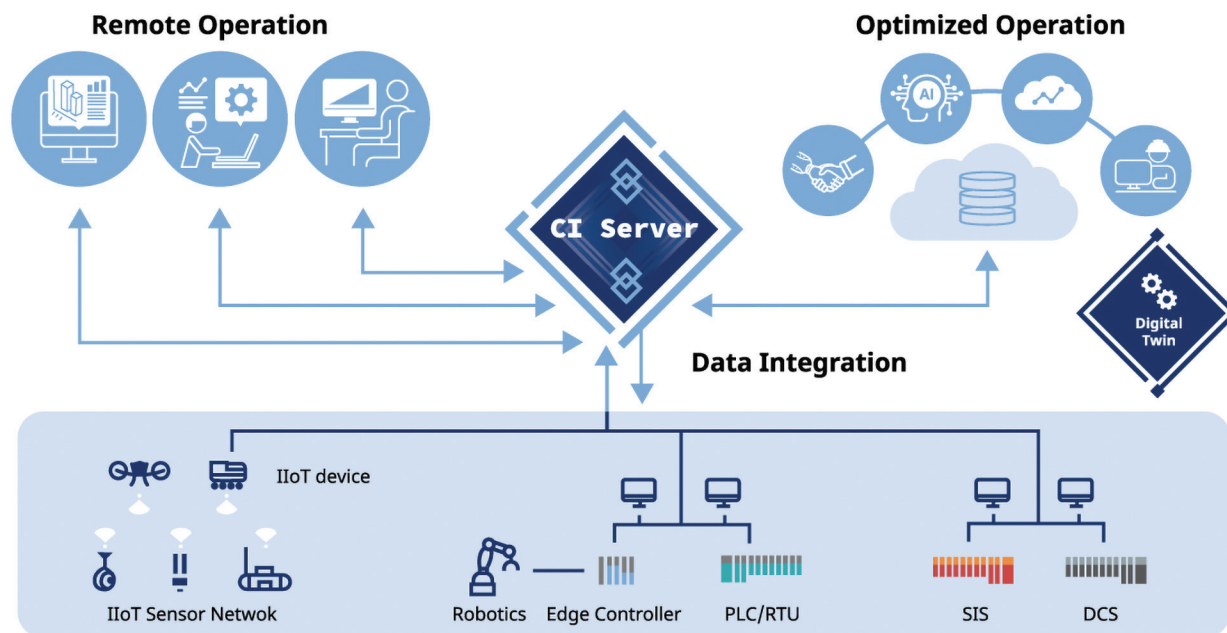 Remote Operation
Optimized Operation
AI
CI Server
Digital
Twin
Data Integration
IIoT device
IIoT Sensor Netwok
Robotics
Edge Controller
PLC/RTU
SIS
DCS